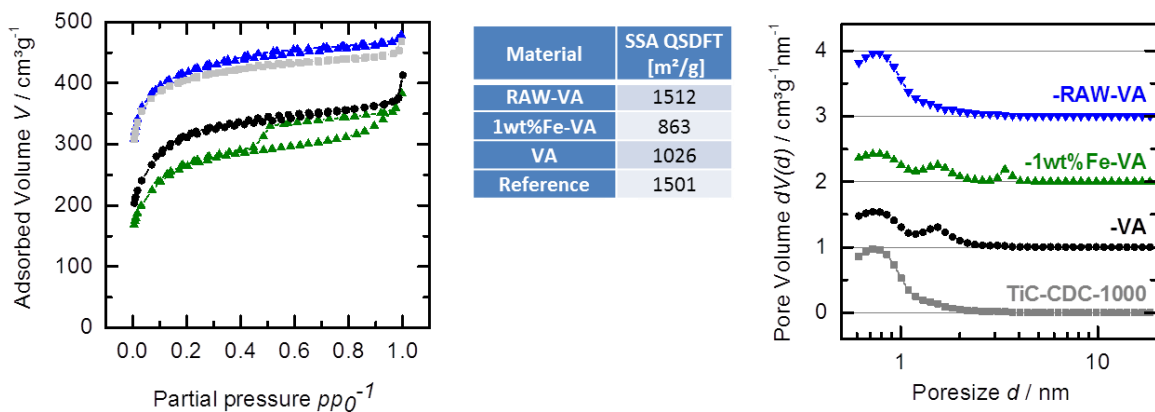 500
400
300
200
100
0
Adsorbed Volume V / cm³g⁻¹
0.0 0.2 0.4 0.6 0.8 1.0
Partial pressure pp₀⁻¹
Material SSA QSDFT [m²/g]
RAW-VA 1512
1wt%Fe-VA 863
VA 1026
Reference 1501
Pore Volume dV(d) / cm³g⁻¹nm⁻¹
4
3
2
1
0
-RAW-VA
-1wt%Fe-VA
-VA
TiC-CDC-1000
1 10
Poresize d / nm